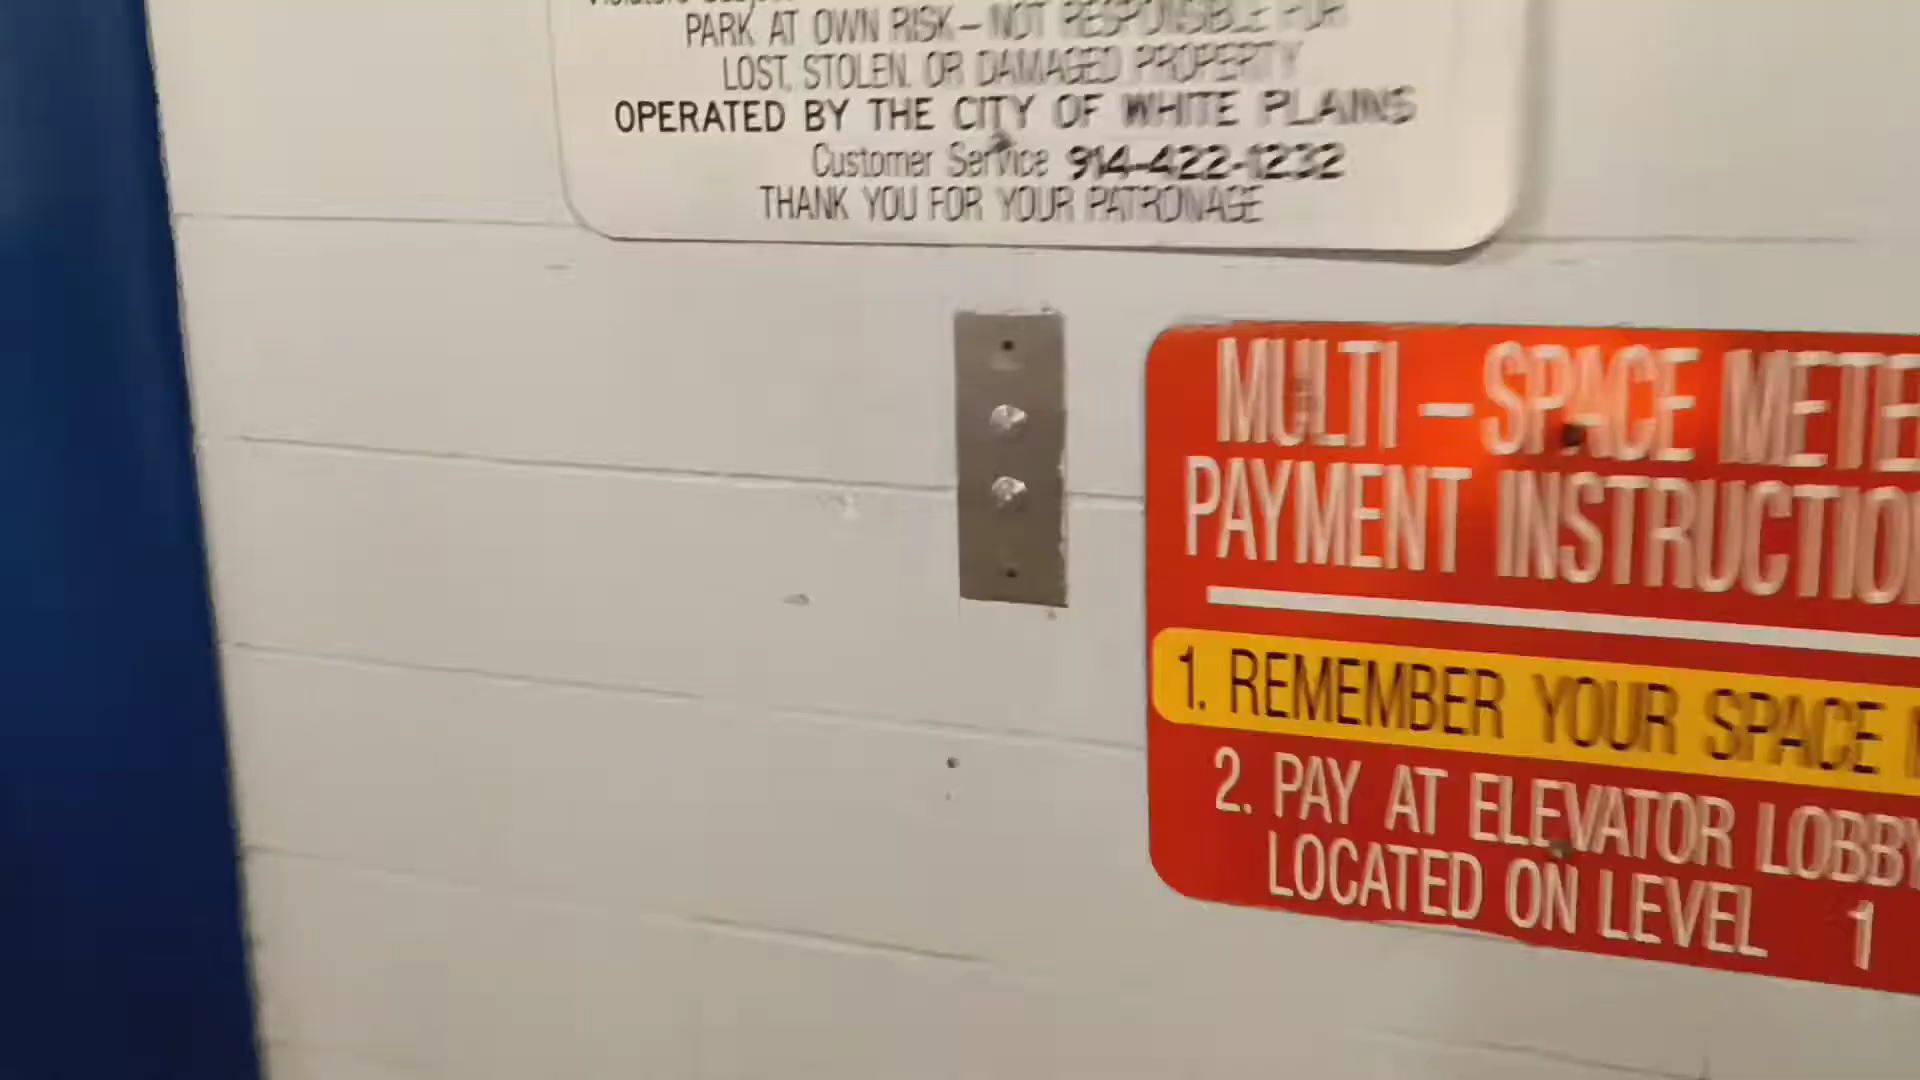 PARK AT OWN RISK – NOT RESPONSIBLE FOR
LOST, STOLEN, OR DAMAGED PROPERTY
OPERATED BY THE CITY OF WHITE PLAINS
Customer Service 914-422-1232
THANK YOU FOR YOUR PATRONAGE
MULTI – SPACE METE
PAYMENT INSTRUCTIO
1. REMEMBER YOUR SPACE
2. PAY AT ELEVATOR LOBBY
LOCATED ON LEVEL 1